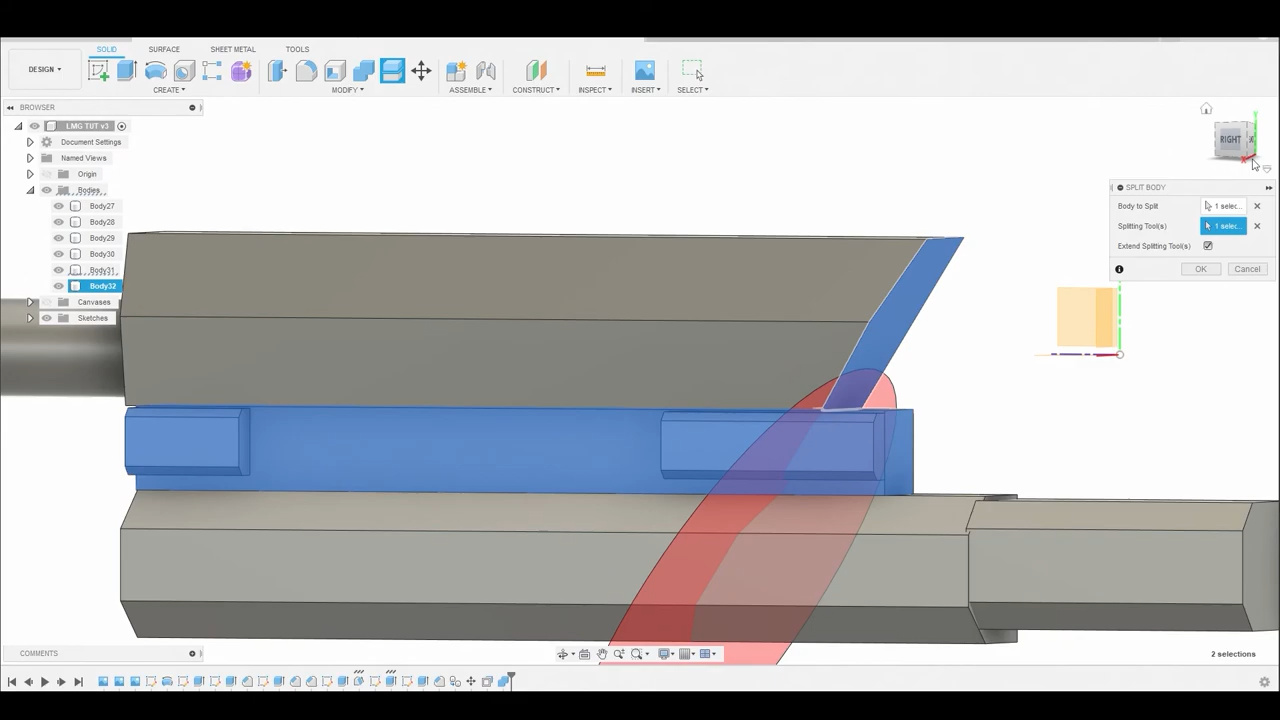 SOLID SURFACE SHEET METAL TOOLS
DESIGN
CREATE MODIFY ASSEMBLE CONSTRUCT INSPECT INSERT SELECT
BROWSER
LMG TUT v3
Document Settings
Named Views
Origin
Bodies
Body27
Body28
Body29
Body30
Body31
Body32
Canvases
Sketches
RIGHT
X
SPLIT BODY
Body to Split 1 selec...
Splitting Tool(s) 1 selec...
Extend Splitting Tool(s)
OK Cancel
COMMENTS
2 selections